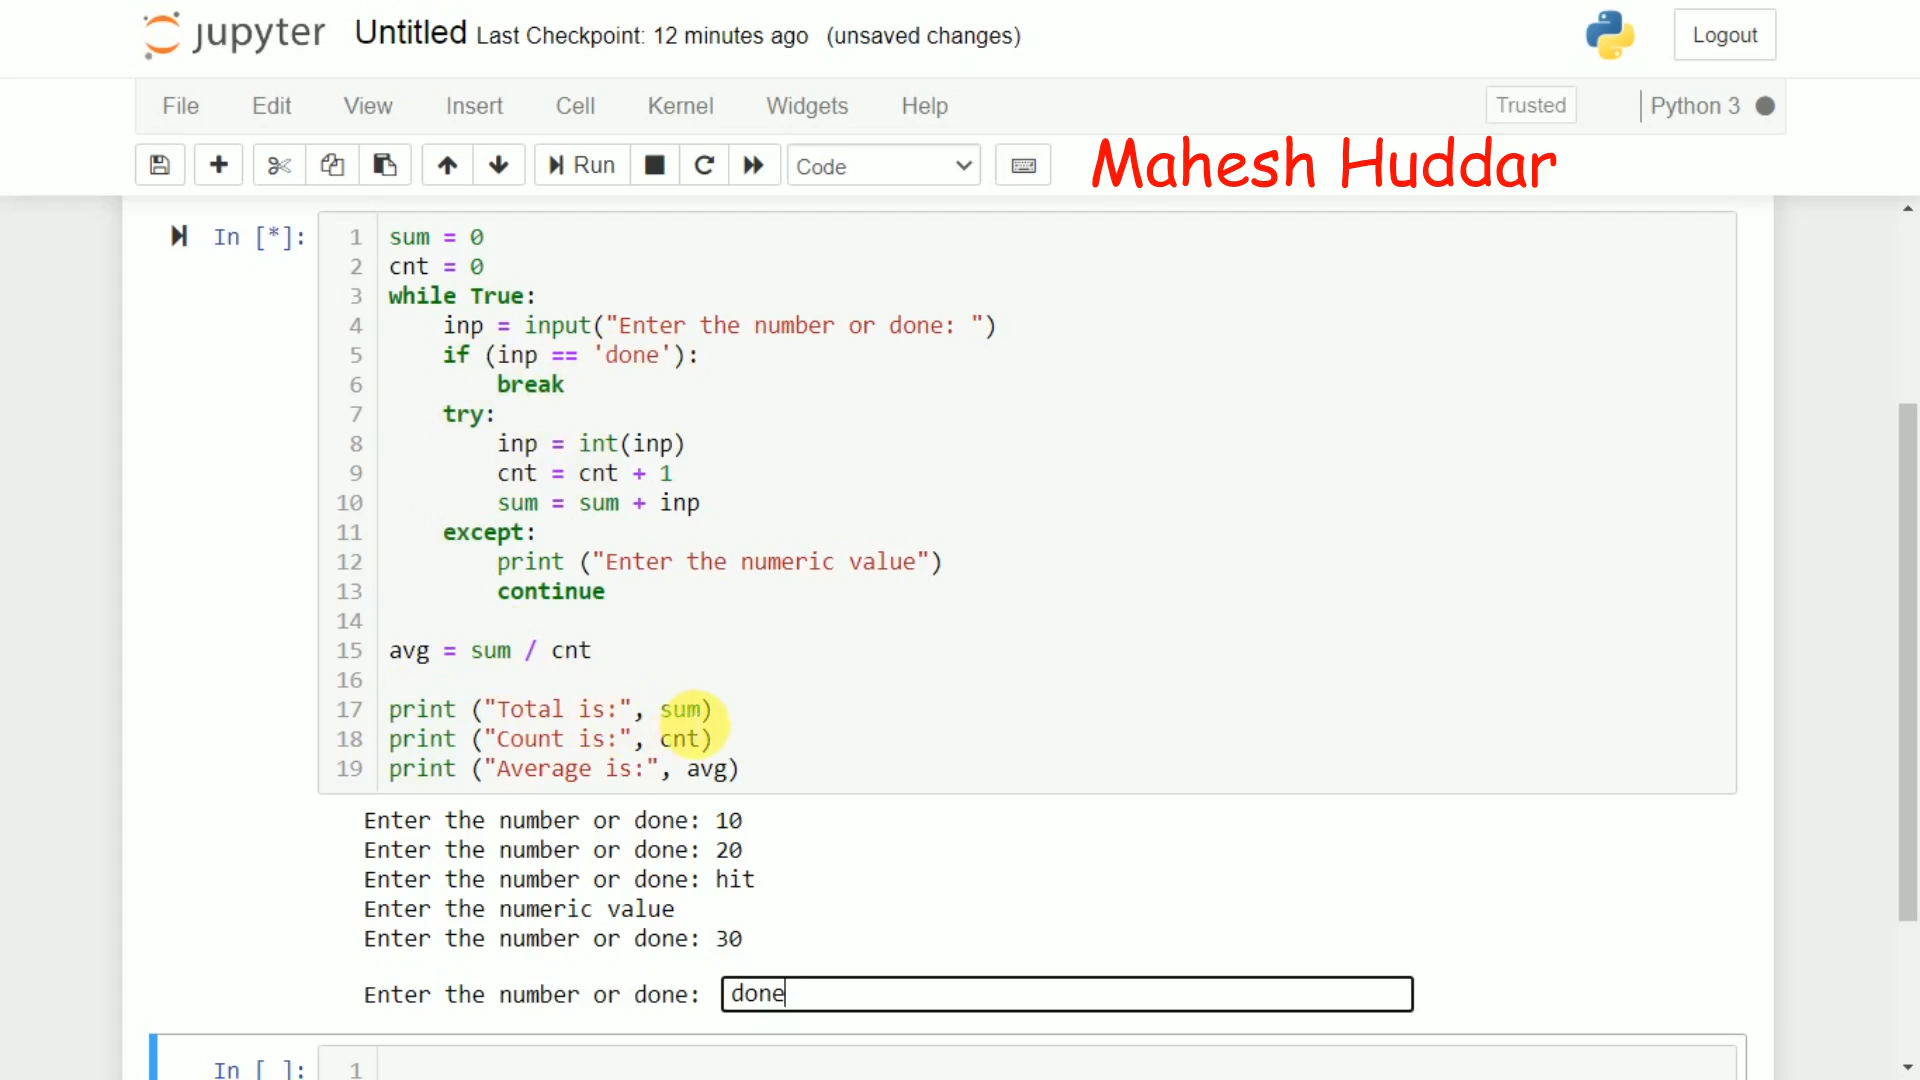 jupyter Untitled Last Checkpoint: 12 minutes ago (unsaved changes) Logout
File Edit View Insert Cell Kernel Widgets Help Trusted Python 3
Run Code Mahesh Huddar
In [*]:
1 sum = 0
2 cnt = 0
3 while True:
4     inp = input("Enter the number or done: ")
5     if (inp == 'done'):
6         break
7     try:
8         inp = int(inp)
9         cnt = cnt + 1
10         sum = sum + inp
11     except:
12         print ("Enter the numeric value")
13         continue
14
15 avg = sum / cnt
16
17 print ("Total is:", sum)
18 print ("Count is:", cnt)
19 print ("Average is:", avg)
Enter the number or done: 10
Enter the number or done: 20
Enter the number or done: hit
Enter the numeric value
Enter the number or done: 30
Enter the number or done: done
In [ ]: 1